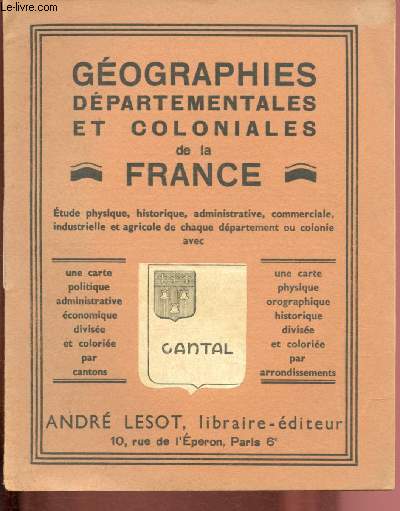 www.le-livre.com
GÉOGRAPHIES
DÉPARTEMENTALES
ET COLONIALES
de la
FRANCE
Étude physique, historique, administrative, commerciale,
industrielle et agricole de chaque département ou colonie
avec
une carte
politique
administrative
économique
divisée
et coloriée
par
cantons
CANTAL
une carte
physique
orographique
historique
divisée
et coloriée
par
arrondissements
ANDRÉ LESOT, libraire-éditeur
10, rue de l'Éperon, Paris 6e